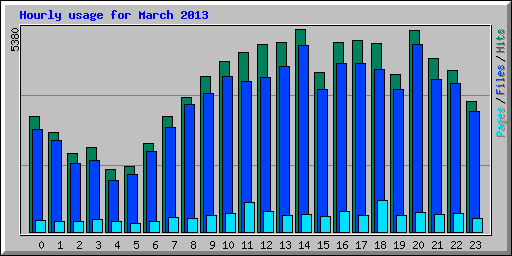 Hourly usage for March 2013
5380
Pages/Files/Hits
0 1 2 3 4 5 6 7 8 9 10 11 12 13 14 15 16 17 18 19 20 21 22 23